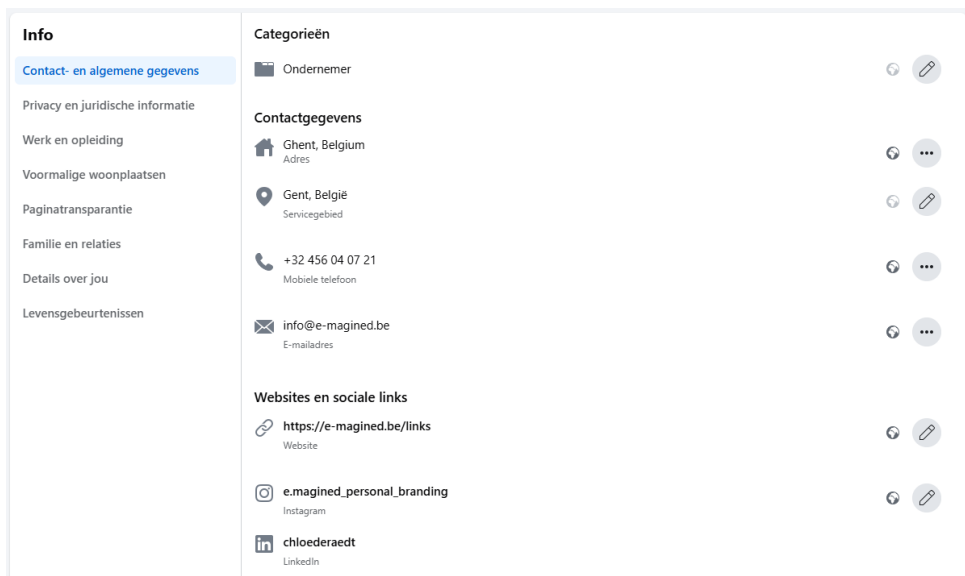 Info
Contact- en algemene gegevens
Privacy en juridische informatie
Werk en opleiding
Voormalige woonplaatsen
Paginatransparantie
Familie en relaties
Details over jou
Levensgebeurtenissen
Categorieën
Ondernemer
Contactgegevens
Ghent, Belgium
Adres
Gent, België
Servicegebied
+32 456 04 07 21
Mobiele telefoon
info@e-magined.be
E-mailadres
Websites en sociale links
https://e-magined.be/links
Website
e.magined_personal_branding
Instagram
chloederaedt
LinkedIn